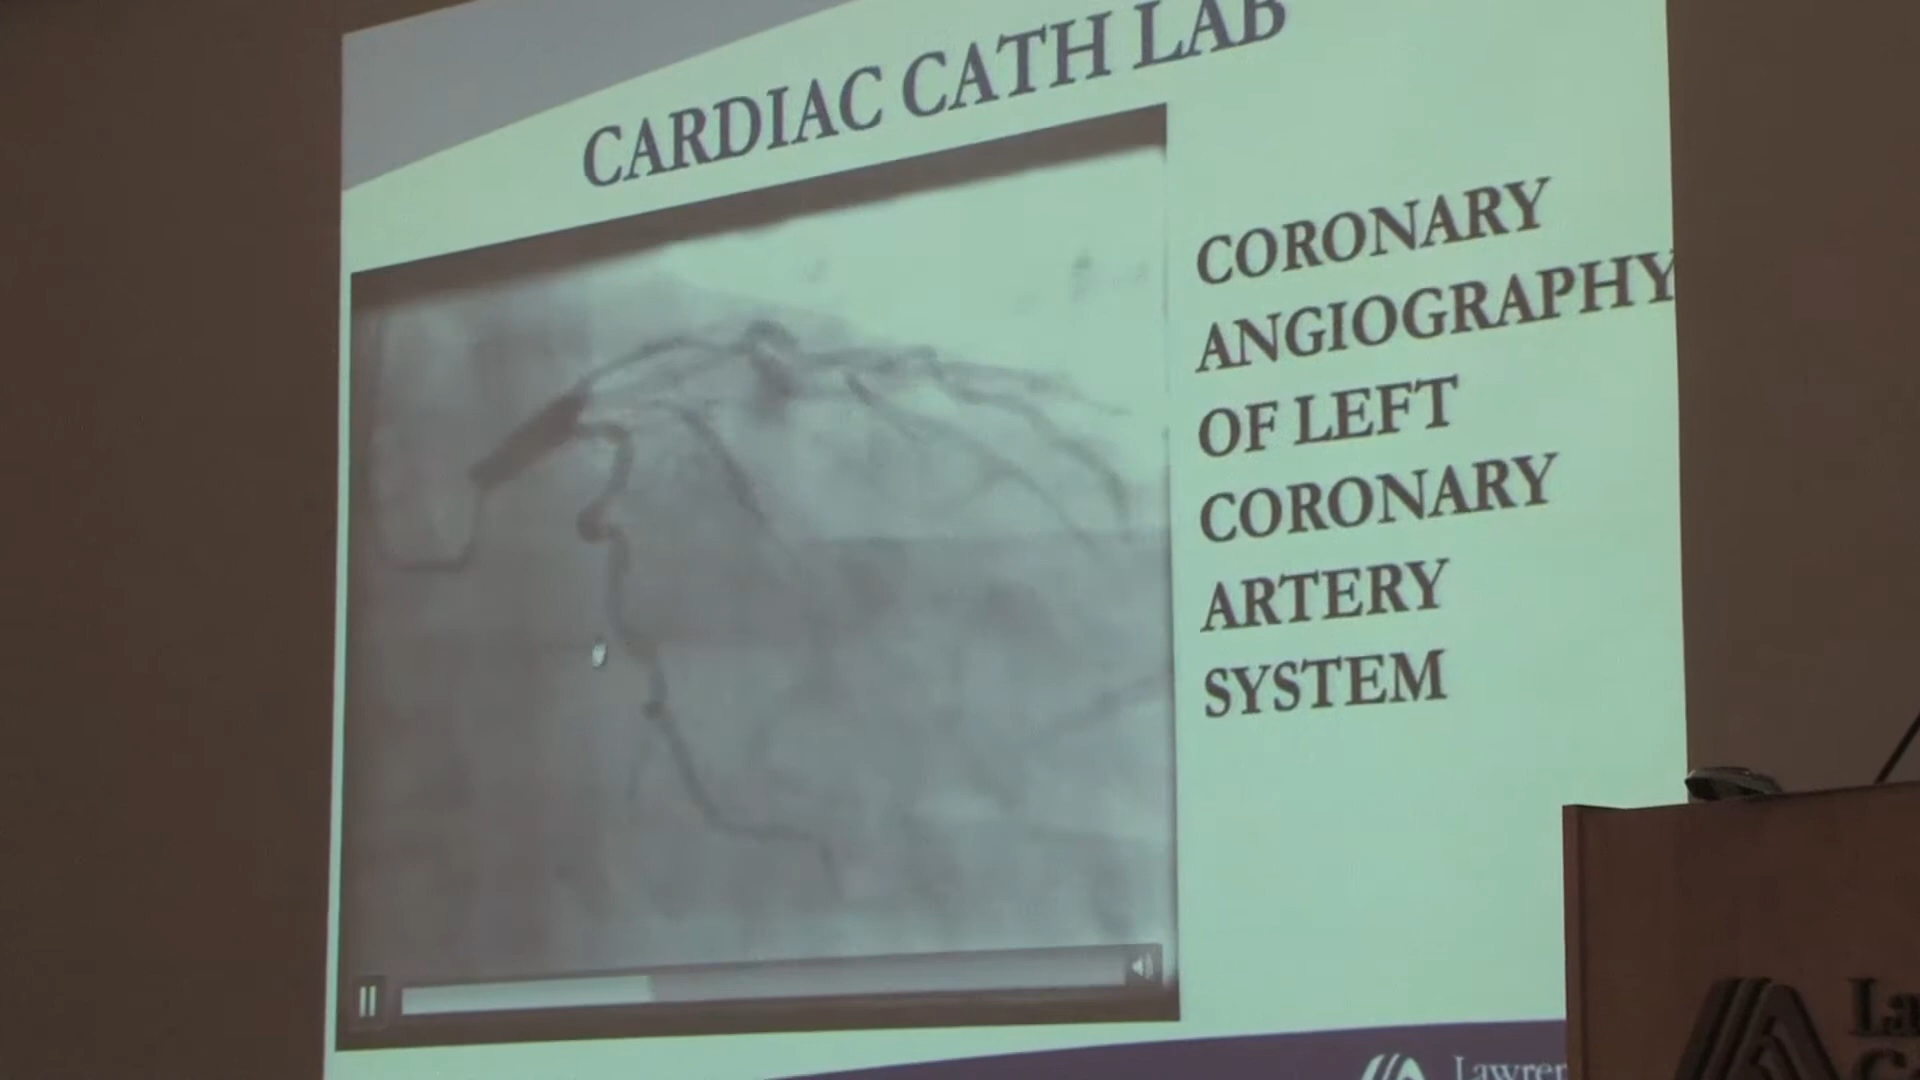 CARDIAC CATH LAB
CORONARY
ANGIOGRAPHY
OF LEFT
CORONARY
ARTERY
SYSTEM